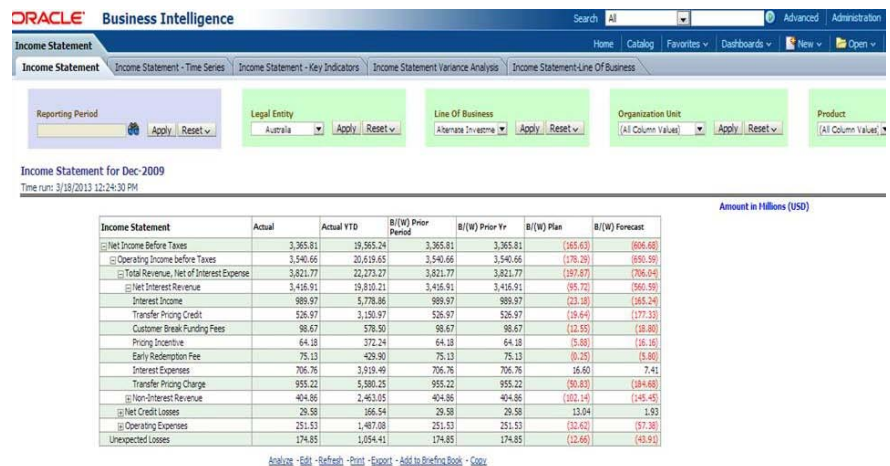 ORACLE Business Intelligence Search All Advanced Administration
Income Statement Home Catalog Favorites Dashboards New Open
Income Statement Income Statement - Time Series Income Statement - Key Indicators Income Statement Variance Analysis Income Statement-Line Of Business
Reporting Period Legal Entity Line Of Business Organization Unit Product
Apply Reset Australia Apply Reset Alternate Investme Apply Reset (All Column Values) Apply Reset (All Column Values)
Income Statement for Dec-2009
Time run: 3/18/2013 12:24:30 PM
Amount in Millions (USD)
Income Statement Actual Actual YTD B/(W) Prior Period B/(W) Prior Yr B/(W) Plan B/(W) Forecast
Net Income Before Taxes 3,365.81 19,565.24 3,365.81 3,365.81 (165.63) (606.68)
Operating Income before Taxes 3,540.66 20,619.65 3,540.66 3,540.66 (178.29) (650.59)
Total Revenue, Net of Interest Expense 3,821.77 22,273.27 3,821.77 3,821.77 (197.87) (706.04)
Net Interest Revenue 3,416.91 19,810.21 3,416.91 3,416.91 (95.72) (560.59)
Interest Income 989.97 5,778.86 989.97 989.97 (23.18) (165.24)
Transfer Pricing Credit 526.97 3,150.97 526.97 526.97 (19.64) (177.33)
Customer Break Funding Fees 98.67 578.50 98.67 98.67 (12.55) (18.80)
Pricing Incentive 64.18 372.24 64.18 64.18 (5.88) (16.16)
Early Redemption Fee 75.13 429.90 75.13 75.13 (0.25) (5.80)
Interest Expenses 706.76 3,919.49 706.76 706.76 16.60 7.41
Transfer Pricing Charge 955.22 5,580.25 955.22 955.22 (50.83) (184.68)
Non-Interest Revenue 404.86 2,463.05 404.86 404.86 (102.14) (145.45)
Net Credit Losses 29.58 166.54 29.58 29.58 13.04 1.93
Operating Expenses 251.53 1,487.08 251.53 251.53 (32.62) (57.38)
Unexpected Losses 174.85 1,054.41 174.85 174.85 (12.66) (43.91)
Analyze - Edit - Refresh - Print - Export - Add to Briefing Book - Copy